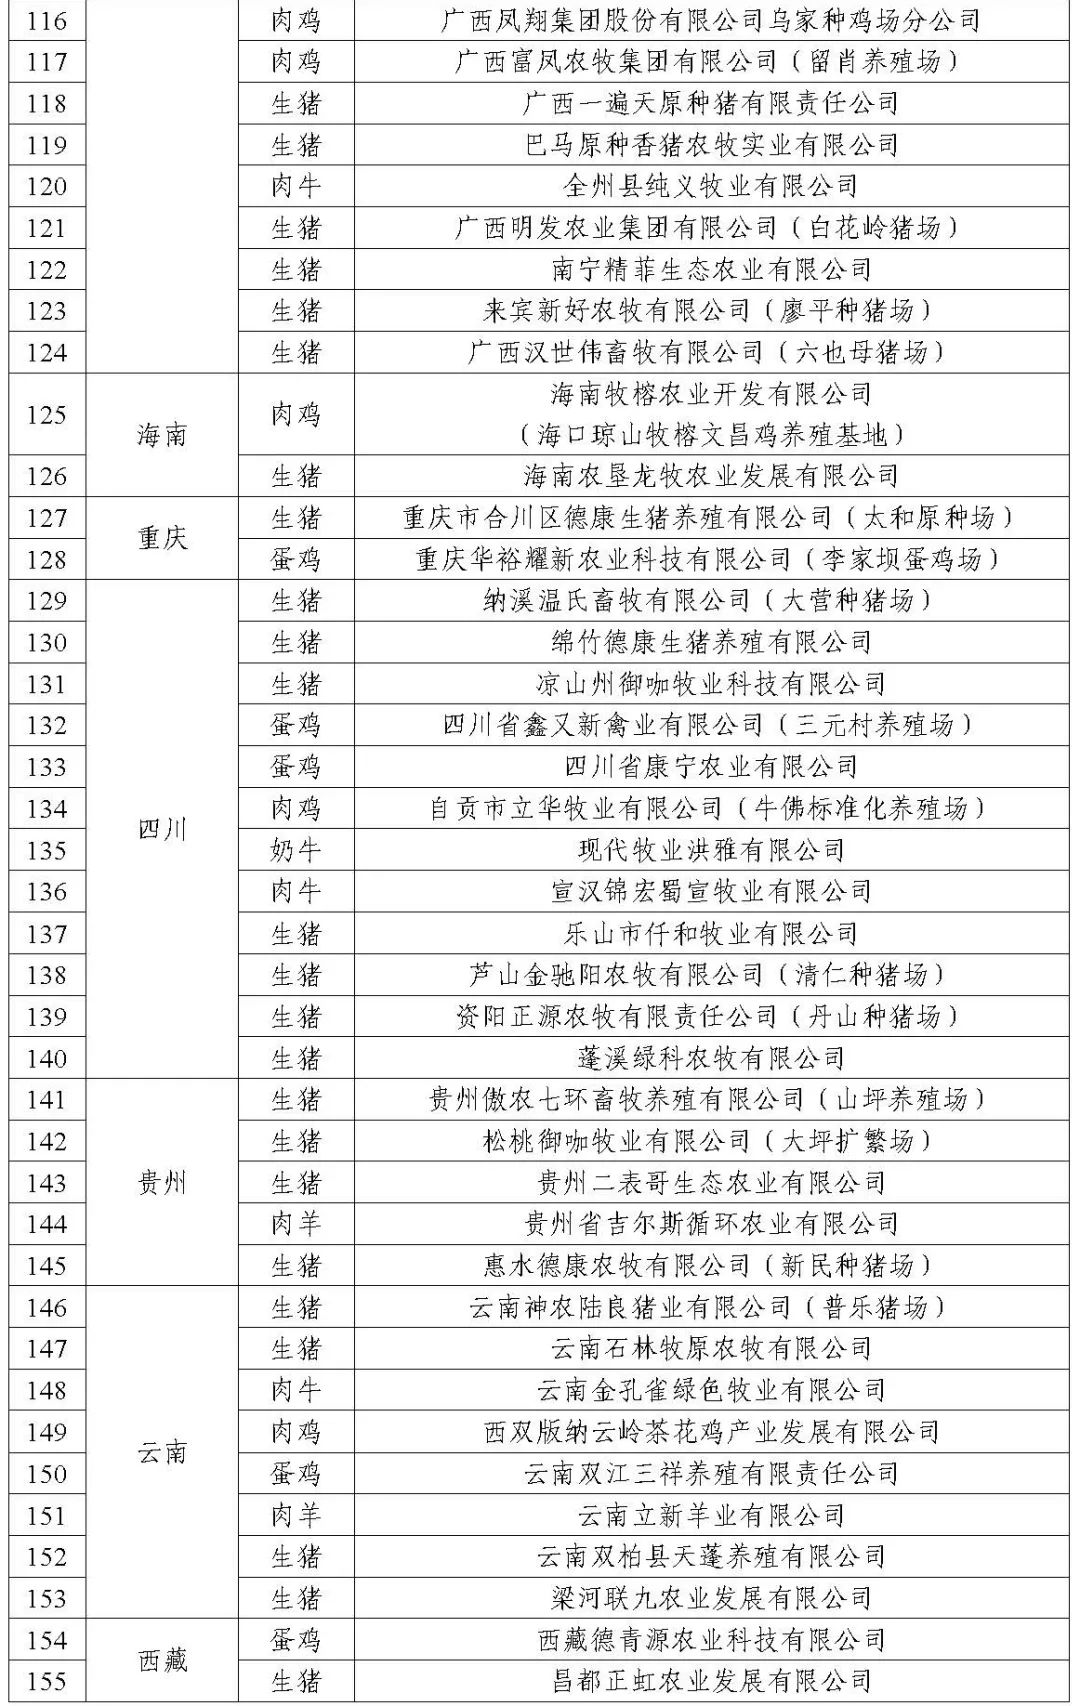 116 肉鸡 广西凤翔集团股份有限公司乌家种鸡场分公司
117 肉鸡 广西富凤农牧集团有限公司（留肖养殖场）
118 生猪 广西一遍天原种猪有限责任公司
119 生猪 巴马原种香猪农牧实业有限公司
120 肉牛 全州县纯义牧业有限公司
121 生猪 广西明发农业集团有限公司（白花岭猪场）
122 生猪 南宁精菲生态农业有限公司
123 生猪 来宾新好农牧有限公司（廖平种猪场）
124 生猪 广西汉世伟畜牧有限公司（六也母猪场）
125 海南 肉鸡 海南牧榕农业开发有限公司
（海口琼山牧榕文昌鸡养殖基地）
126 生猪 海南农垦龙牧农业发展有限公司
127 重庆 生猪 重庆市合川区德康生猪养殖有限公司（太和原种场）
128 蛋鸡 重庆华裕耀新农业科技有限公司（李家坝蛋鸡场）
129 四川 生猪 纳溪温氏畜牧有限公司（大营种猪场）
130 生猪 绵竹德康生猪养殖有限公司
131 生猪 凉山州御咖牧业科技有限公司
132 蛋鸡 四川省鑫又新禽业有限公司（三元村养殖场）
133 蛋鸡 四川省康宁农业有限公司
134 肉鸡 自贡市立华牧业有限公司（牛佛标准化养殖场）
135 奶牛 现代牧业洪雅有限公司
136 肉牛 宣汉锦宏蜀宣牧业有限公司
137 生猪 乐山市仟和牧业有限公司
138 生猪 芦山金驰阳农牧有限公司（清仁种猪场）
139 生猪 资阳正源农牧有限责任公司（丹山种猪场）
140 生猪 蓬溪绿科农牧有限公司
141 贵州 生猪 贵州傲农七环畜牧养殖有限公司（山坪养殖场）
142 生猪 松桃御咖牧业有限公司（大坪扩繁场）
143 生猪 贵州二表哥生态农业有限公司
144 肉羊 贵州省吉尔斯循环农业有限公司
145 生猪 惠水德康农牧有限公司（新民种猪场）
146 云南 生猪 云南神农陆良猪业有限公司（普乐猪场）
147 生猪 云南石林牧原农牧有限公司
148 肉牛 云南金孔雀绿色牧业有限公司
149 肉鸡 西双版纳云岭茶花鸡产业发展有限公司
150 蛋鸡 云南双江三祥养殖有限责任公司
151 肉羊 云南立新羊业有限公司
152 生猪 云南双柏县天蓬养殖有限公司
153 生猪 梁河联九农业发展有限公司
154 西藏 蛋鸡 西藏德青源农业科技有限公司
155 生猪 昌都正虹农业发展有限公司